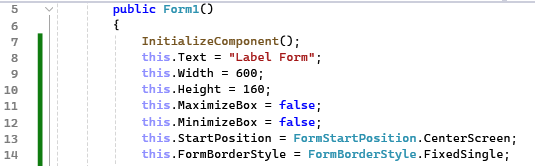 5 public Form1()
6 {
7 InitializeComponent();
8 this.Text = "Label Form";
9 this.Width = 600;
10 this.Height = 160;
11 this.MaximizeBox = false;
12 this.MinimizeBox = false;
13 this.StartPosition = FormStartPosition.CenterScreen;
14 this.FormBorderStyle = FormBorderStyle.FixedSingle;